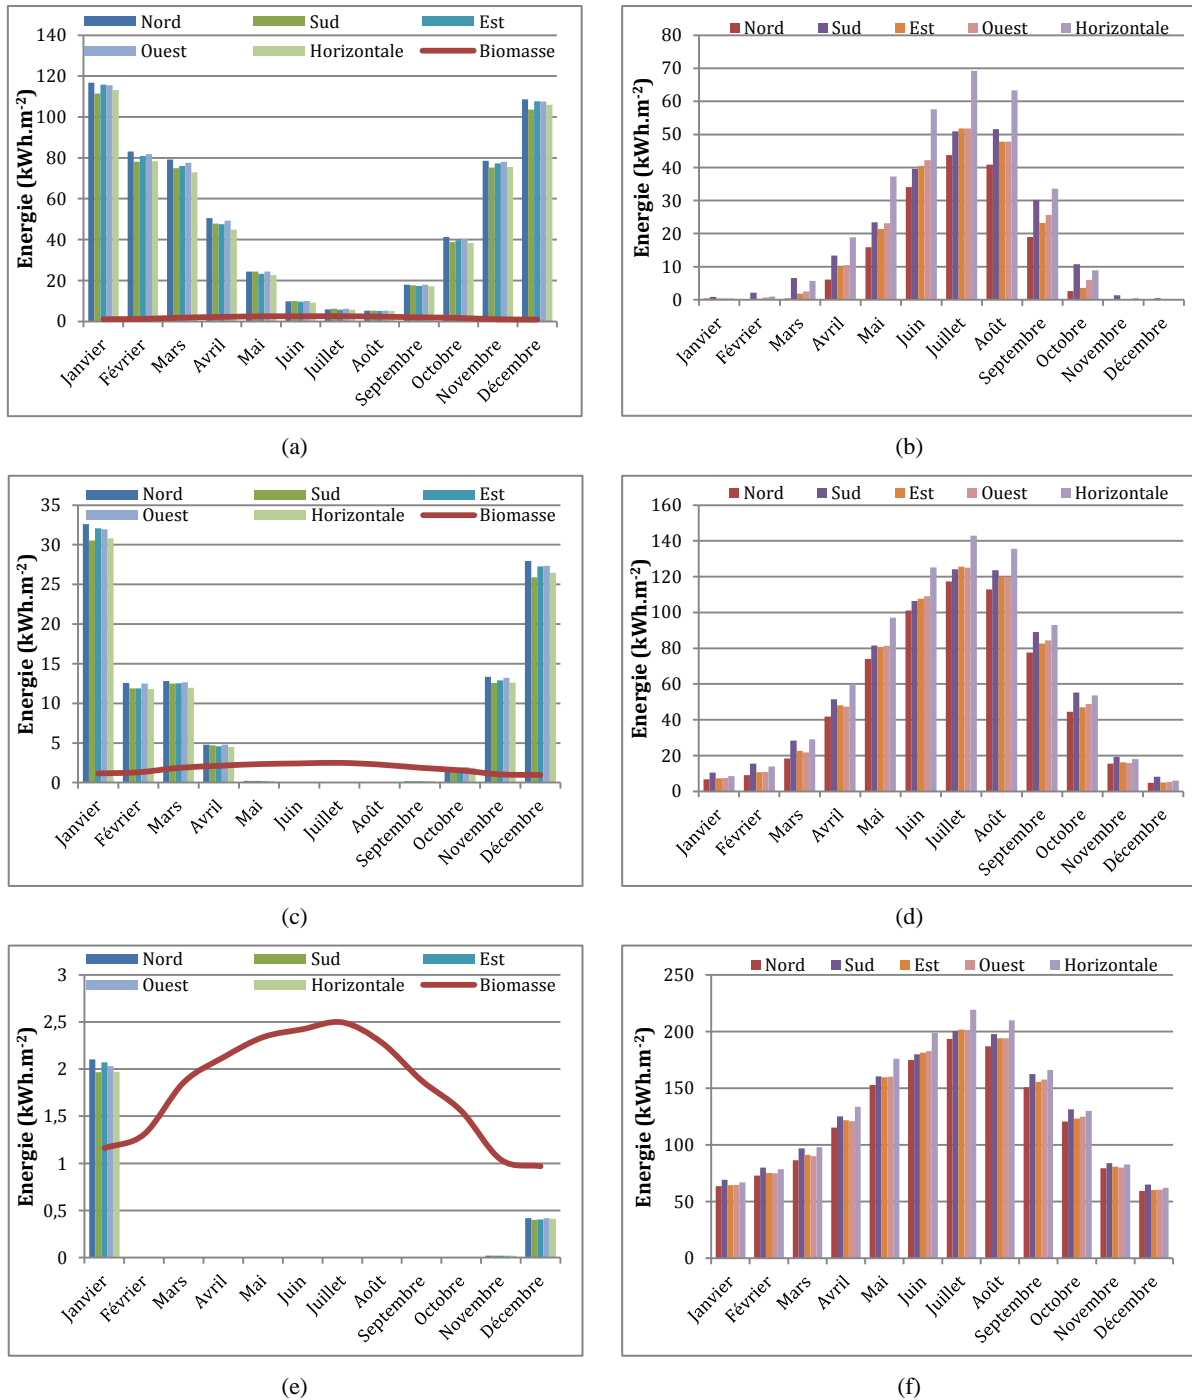 Nord Sud Est
Ouest Horizontale Biomasse
Energie (kWh.m-2)
140
120
100
80
60
40
20
0
Janvier Février Mars Avril Mai Juin Juillet Août Septembre Octobre Novembre Décembre
(a)
Nord Sud Est Ouest Horizontale
Energie (kWh.m-2)
80
70
60
50
40
30
20
10
0
Janvier Février Mars Avril Mai Juin Juillet Août Septembre Octobre Novembre Décembre
(b)
Nord Sud Est
Ouest Horizontale Biomasse
Energie (kWh.m-2)
35
30
25
20
15
10
5
0
Janvier Février Mars Avril Mai Juin Juillet Août Septembre Octobre Novembre Décembre
(c)
Nord Sud Est Ouest Horizontale
Energie (kWh.m-2)
160
140
120
100
80
60
40
20
0
Janvier Février Mars Avril Mai Juin Juillet Août Septembre Octobre Novembre Décembre
(d)
Nord Sud Est
Ouest Horizontale Biomasse
Energie (kWh.m-2)
3
2,5
2
1,5
1
0,5
0
Janvier Février Mars Avril Mai Juin Juillet Août Septembre Octobre Novembre Décembre
(e)
Nord Sud Est Ouest Horizontale
Energie (kWh.m-2)
250
200
150
100
50
0
Janvier Février Mars Avril Mai Juin Juillet Août Septembre Octobre Novembre Décembre
(f)